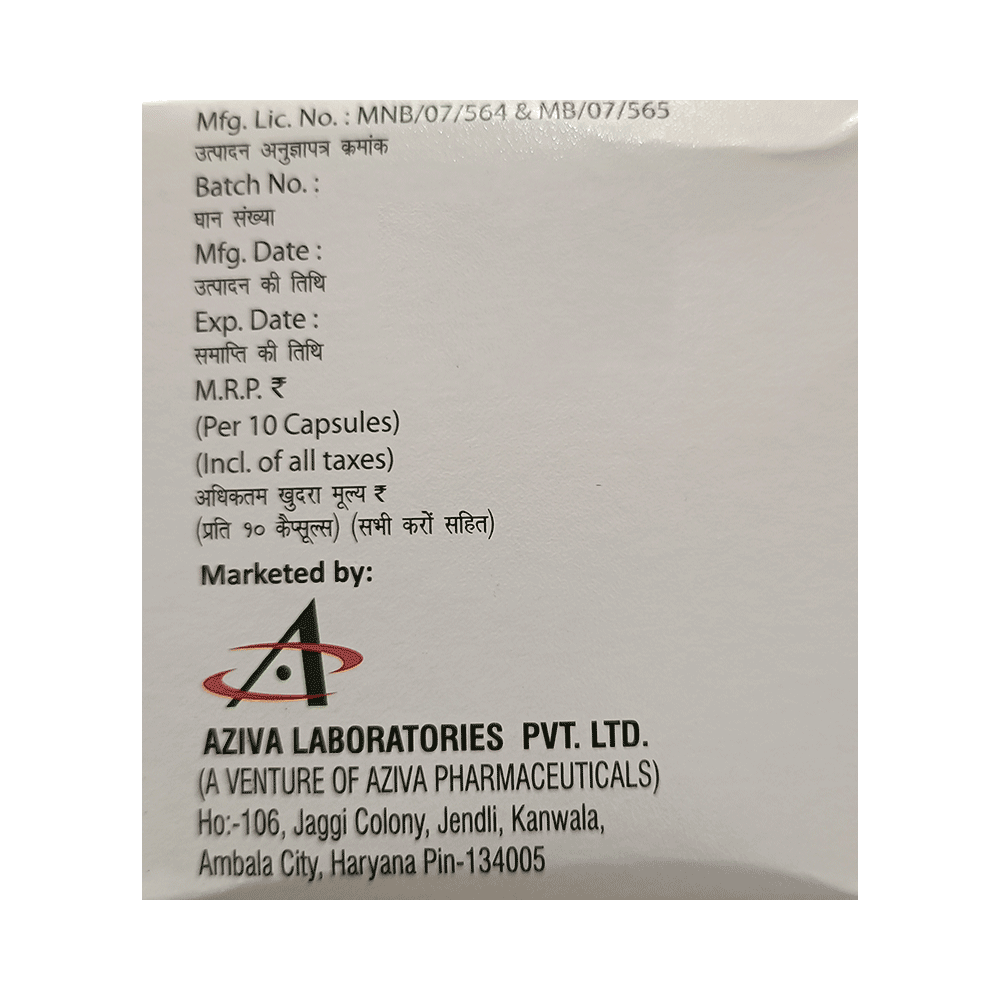 Mfg. Lic. No. : MNB/07/564 & MB/07/565
उत्पादन अनुज्ञापत्र क्रमांक
Batch No. :
घान संख्या
Mfg. Date :
उत्पादन की तिथि
Exp. Date :
समाप्ति की तिथि
M.R.P. ₹
(Per 10 Capsules)
(Incl. of all taxes)
अधिकतम खुदरा मूल्य ₹
(प्रति १० कैप्सूल्स) (सभी करों सहित)
Marketed by:
AZIVA LABORATORIES PVT. LTD.
(A VENTURE OF AZIVA PHARMACEUTICALS)
Ho:-106, Jaggi Colony, Jendli, Kanwala,
Ambala City, Haryana Pin-134005